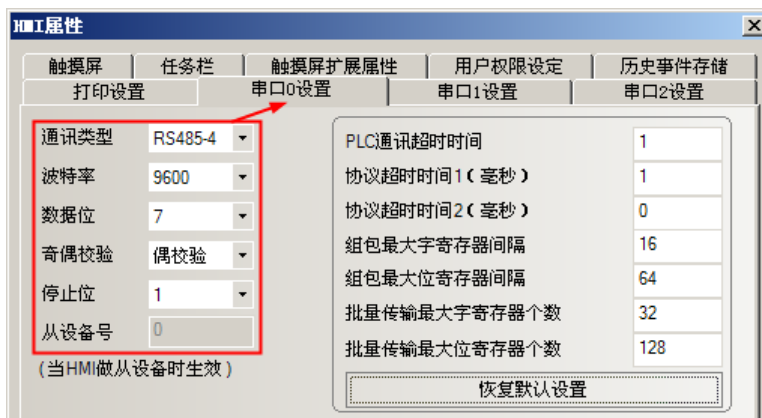 HMI属性
触摸屏 任务栏 触摸屏扩展属性 用户权限设定 历史事件存储
打印设置 串口0设置 串口1设置 串口2设置
通讯类型 RS485-4
波特率 9600
数据位 7
奇偶校验 偶校验
停止位 1
从设备号 0
(当HMI做从设备时生效)
PLC通讯超时时间 1
协议超时时间1(毫秒) 1
协议超时时间2(毫秒) 0
组包最大字寄存器间隔 16
组包最大位寄存器间隔 64
批量传输最大字寄存器个数 32
批量传输最大位寄存器个数 128
恢复默认设置